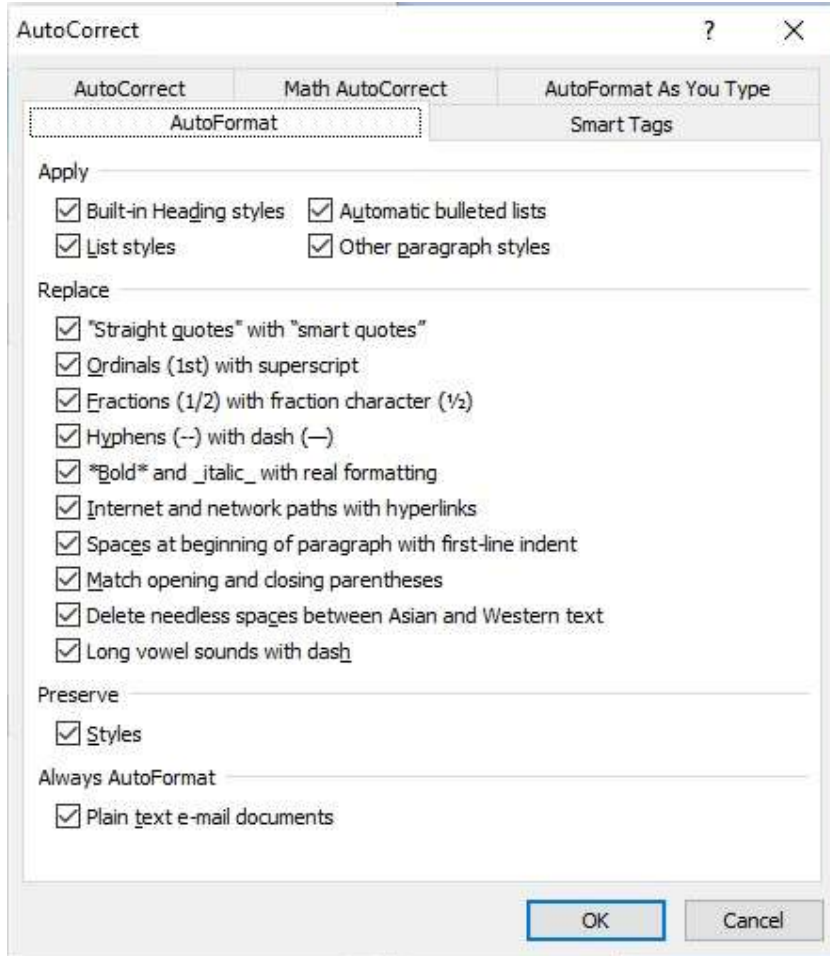 AutoCorrect ? X
AutoCorrect Math AutoCorrect AutoFormat As You Type
AutoFormat Smart Tags
Apply
Built-in Heading styles Automatic bulleted lists
List styles Other paragraph styles
Replace
"Straight quotes" with “smart quotes”
Ordinals (1st) with superscript
Fractions (1/2) with fraction character (½)
Hyphens (--) with dash (—)
*Bold* and _italic_ with real formatting
Internet and network paths with hyperlinks
Spaces at beginning of paragraph with first-line indent
Match opening and closing parentheses
Delete needless spaces between Asian and Western text
Long vowel sounds with dash
Preserve
Styles
Always AutoFormat
Plain text e-mail documents
OK Cancel